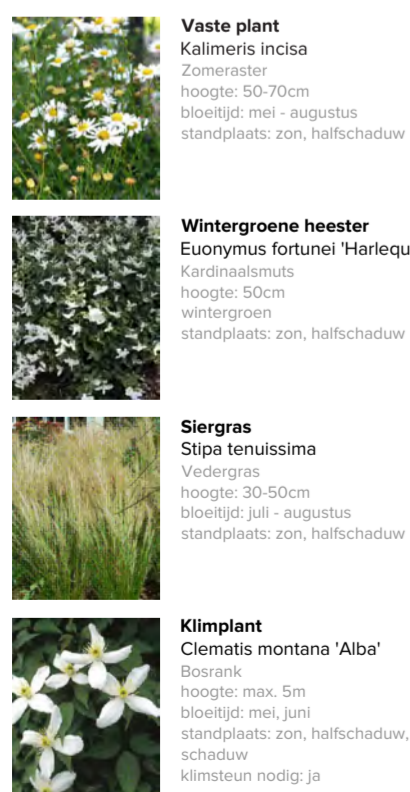 Vaste plant
Kalimeris incisa
Zomeraster
hoogte: 50-70cm
bloeitijd: mei - augustus
standplaats: zon, halfschaduw
Wintergroene heester
Euonymus fortunei 'Harlequ
Kardinaalsmuts
hoogte: 50cm
wintergroen
standplaats: zon, halfschaduw
Siergras
Stipa tenuissima
Vedergras
hoogte: 30-50cm
bloeitijd: juli - augustus
standplaats: zon, halfschaduw
Klimplant
Clematis montana 'Alba'
Bosrank
hoogte: max. 5m
bloeitijd: mei, juni
standplaats: zon, halfschaduw,
schaduw
klimsteun nodig: ja